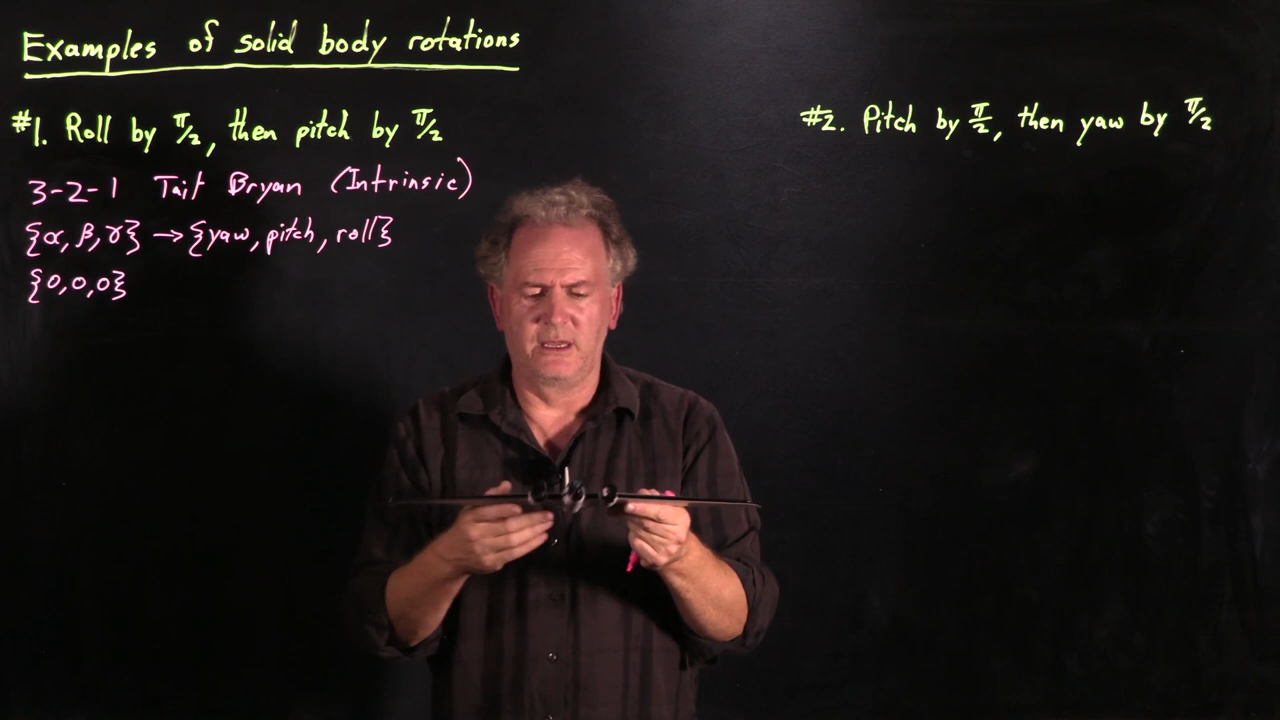 Examples of solid body rotations
#1. Roll by π/2, then pitch by π/2
#2. Pitch by π/2, then yaw by π/2
3-2-1 Tait Bryan (Intrinsic)
{α, β, γ} → {yaw, pitch, roll}
{0,0,0}